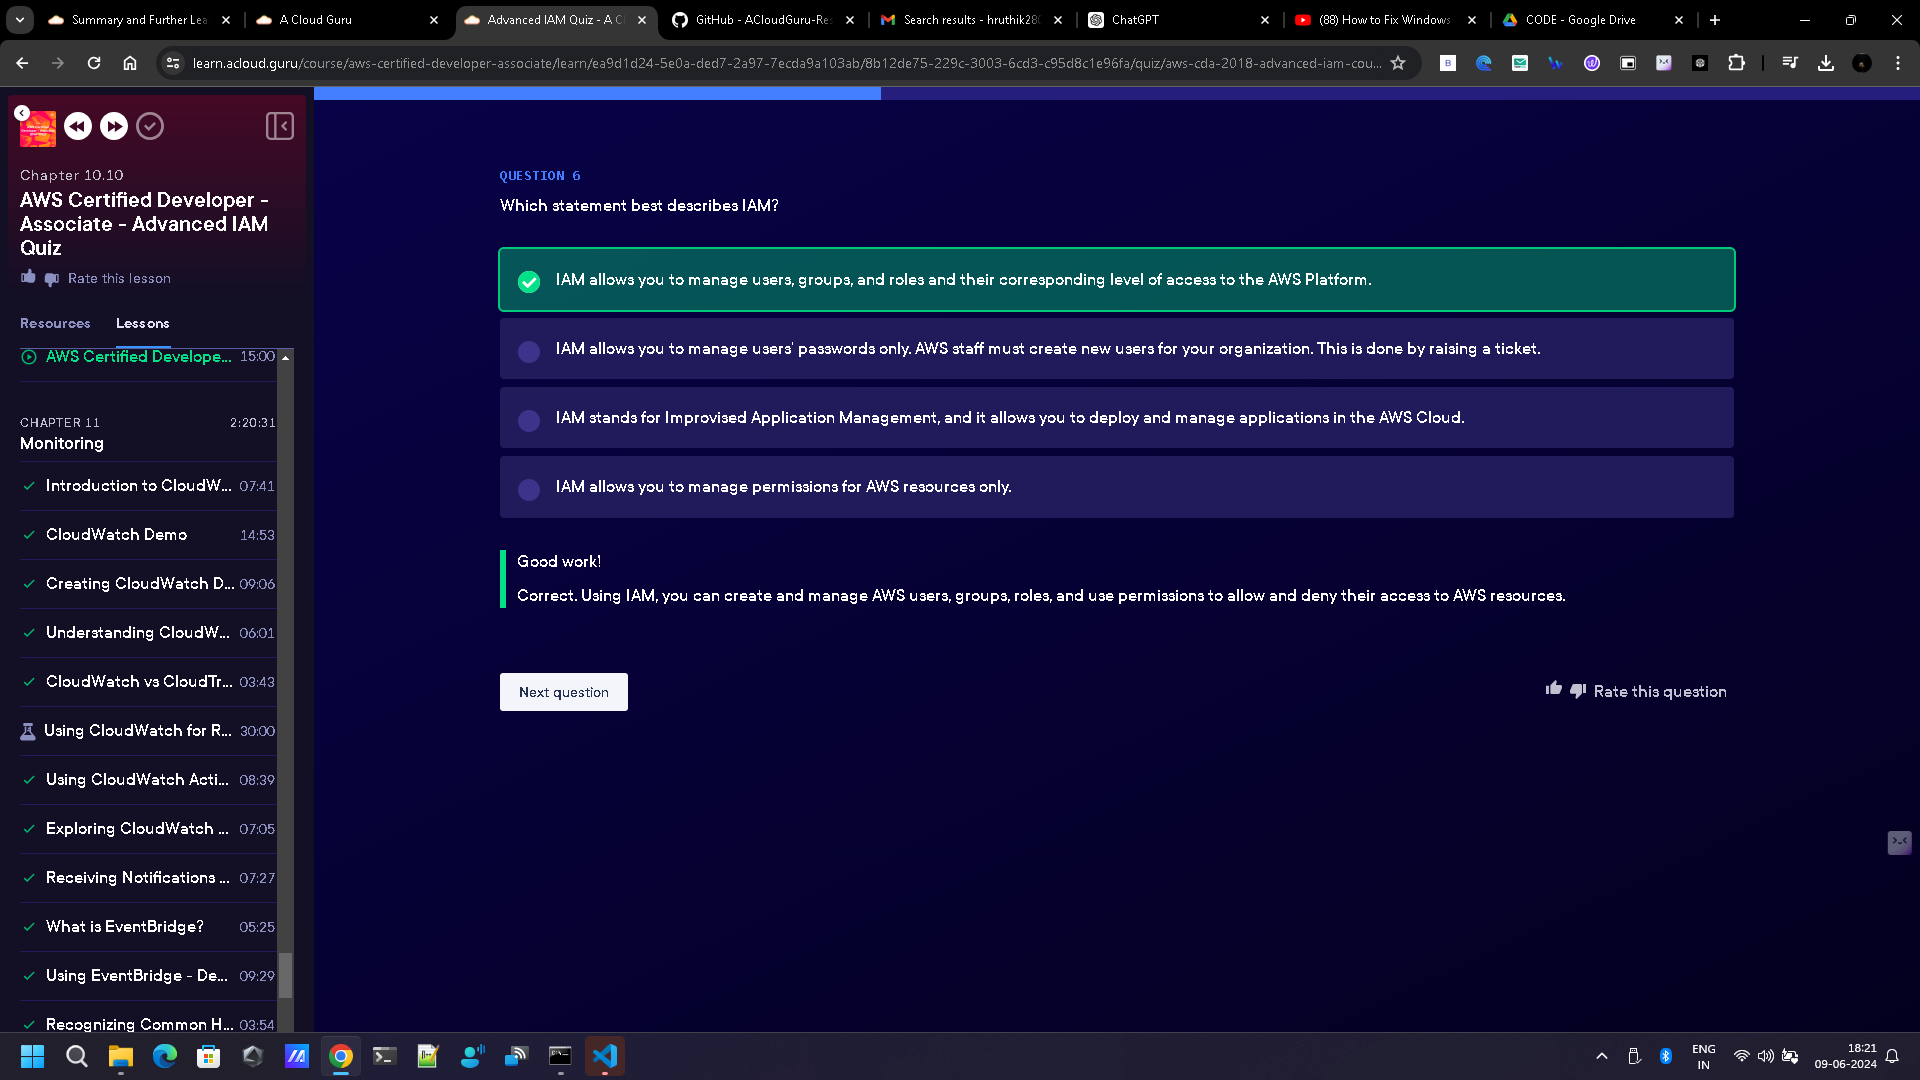 Summary and Further Lea
A Cloud Guru
Advanced IAM Quiz - A Cl
GitHub - ACloudGuru-Res
Search results - hruthik280
ChatGPT
(88) How to Fix Windows
CODE - Google Drive
learn.acloud.guru/course/aws-certified-developer-associate/learn/ea9d1d24-5e0a-ded7-2a97-7ecda9a103ab/8b12de75-229c-3003-6cd3-c95d8c1e96fa/quiz/aws-cda-2018-advanced-iam-cou...
Chapter 10.10
AWS Certified Developer -
Associate - Advanced IAM
Quiz
Rate this lesson
Resources
Lessons
AWS Certified Develope... 15:00
CHAPTER 11 2:20:31
Monitoring
Introduction to CloudW... 07:41
CloudWatch Demo 14:53
Creating CloudWatch D... 09:06
Understanding CloudW... 06:01
CloudWatch vs CloudTr... 03:43
Using CloudWatch for R... 30:00
Using CloudWatch Acti... 08:39
Exploring CloudWatch ... 07:05
Receiving Notifications ... 07:27
What is EventBridge? 05:25
Using EventBridge - De... 09:29
Recognizing Common H... 03:54
QUESTION 6
Which statement best describes IAM?
IAM allows you to manage users, groups, and roles and their corresponding level of access to the AWS Platform.
IAM allows you to manage users' passwords only. AWS staff must create new users for your organization. This is done by raising a ticket.
IAM stands for Improvised Application Management, and it allows you to deploy and manage applications in the AWS Cloud.
IAM allows you to manage permissions for AWS resources only.
Good work!
Correct. Using IAM, you can create and manage AWS users, groups, roles, and use permissions to allow and deny their access to AWS resources.
Next question
Rate this question
ENG
IN
18:21
09-06-2024